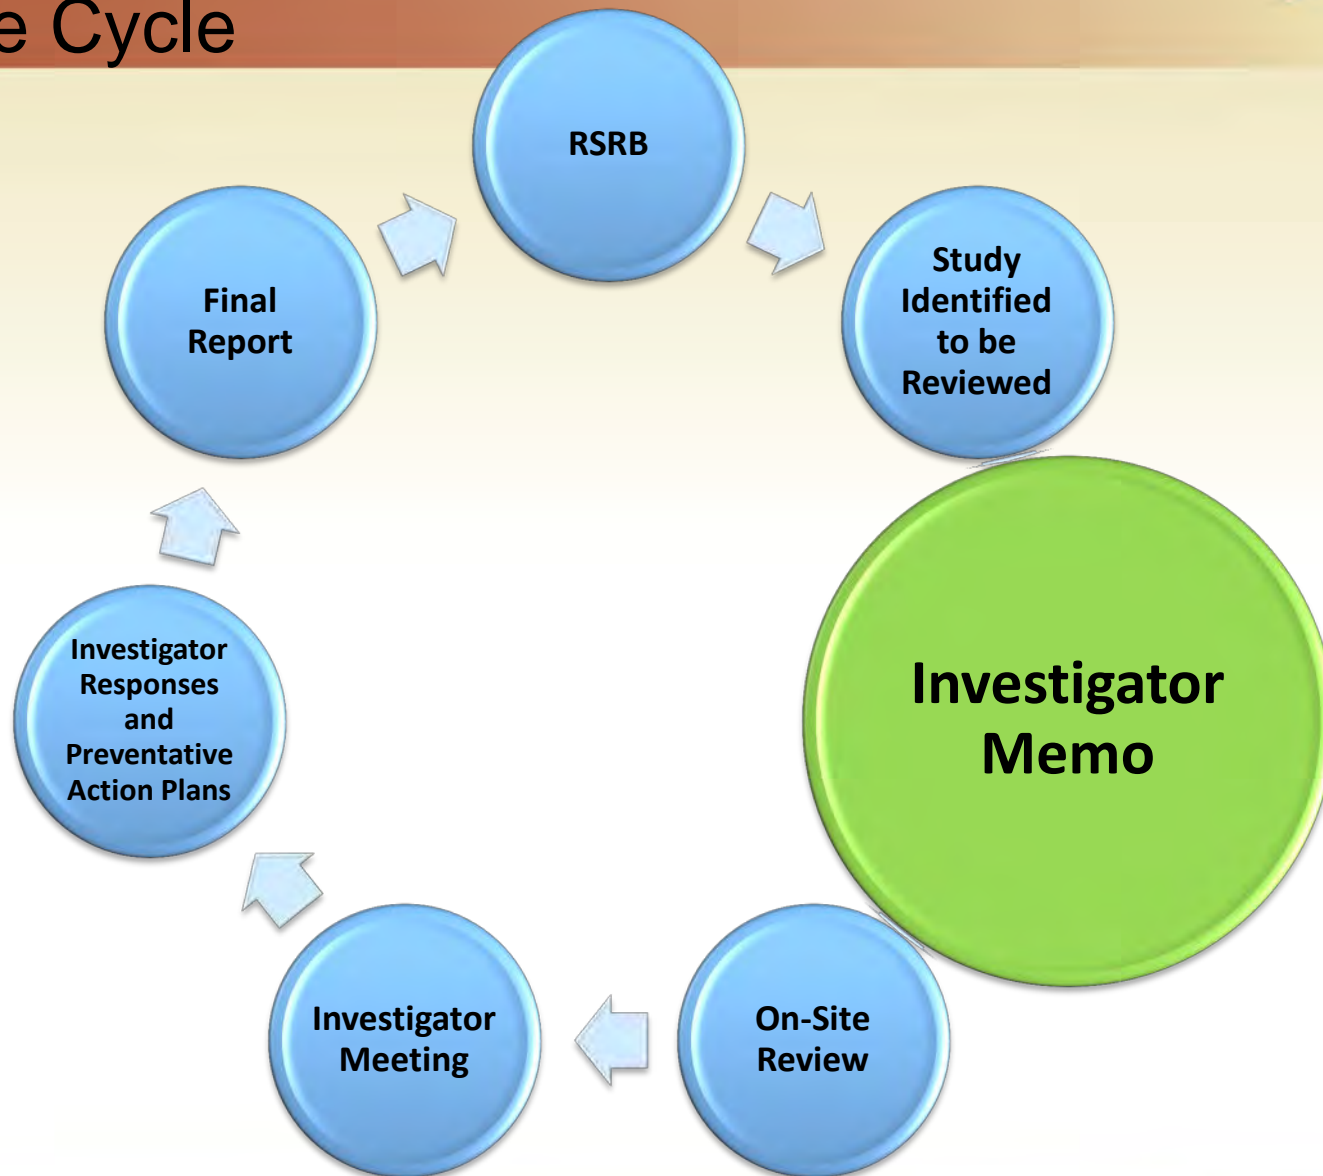 e Cycle
RSRB
Study
Identified
to be
Reviewed
Investigator
Memo
On-Site
Review
Investigator
Meeting
Investigator
Responses
and
Preventative
Action Plans
Final
Report